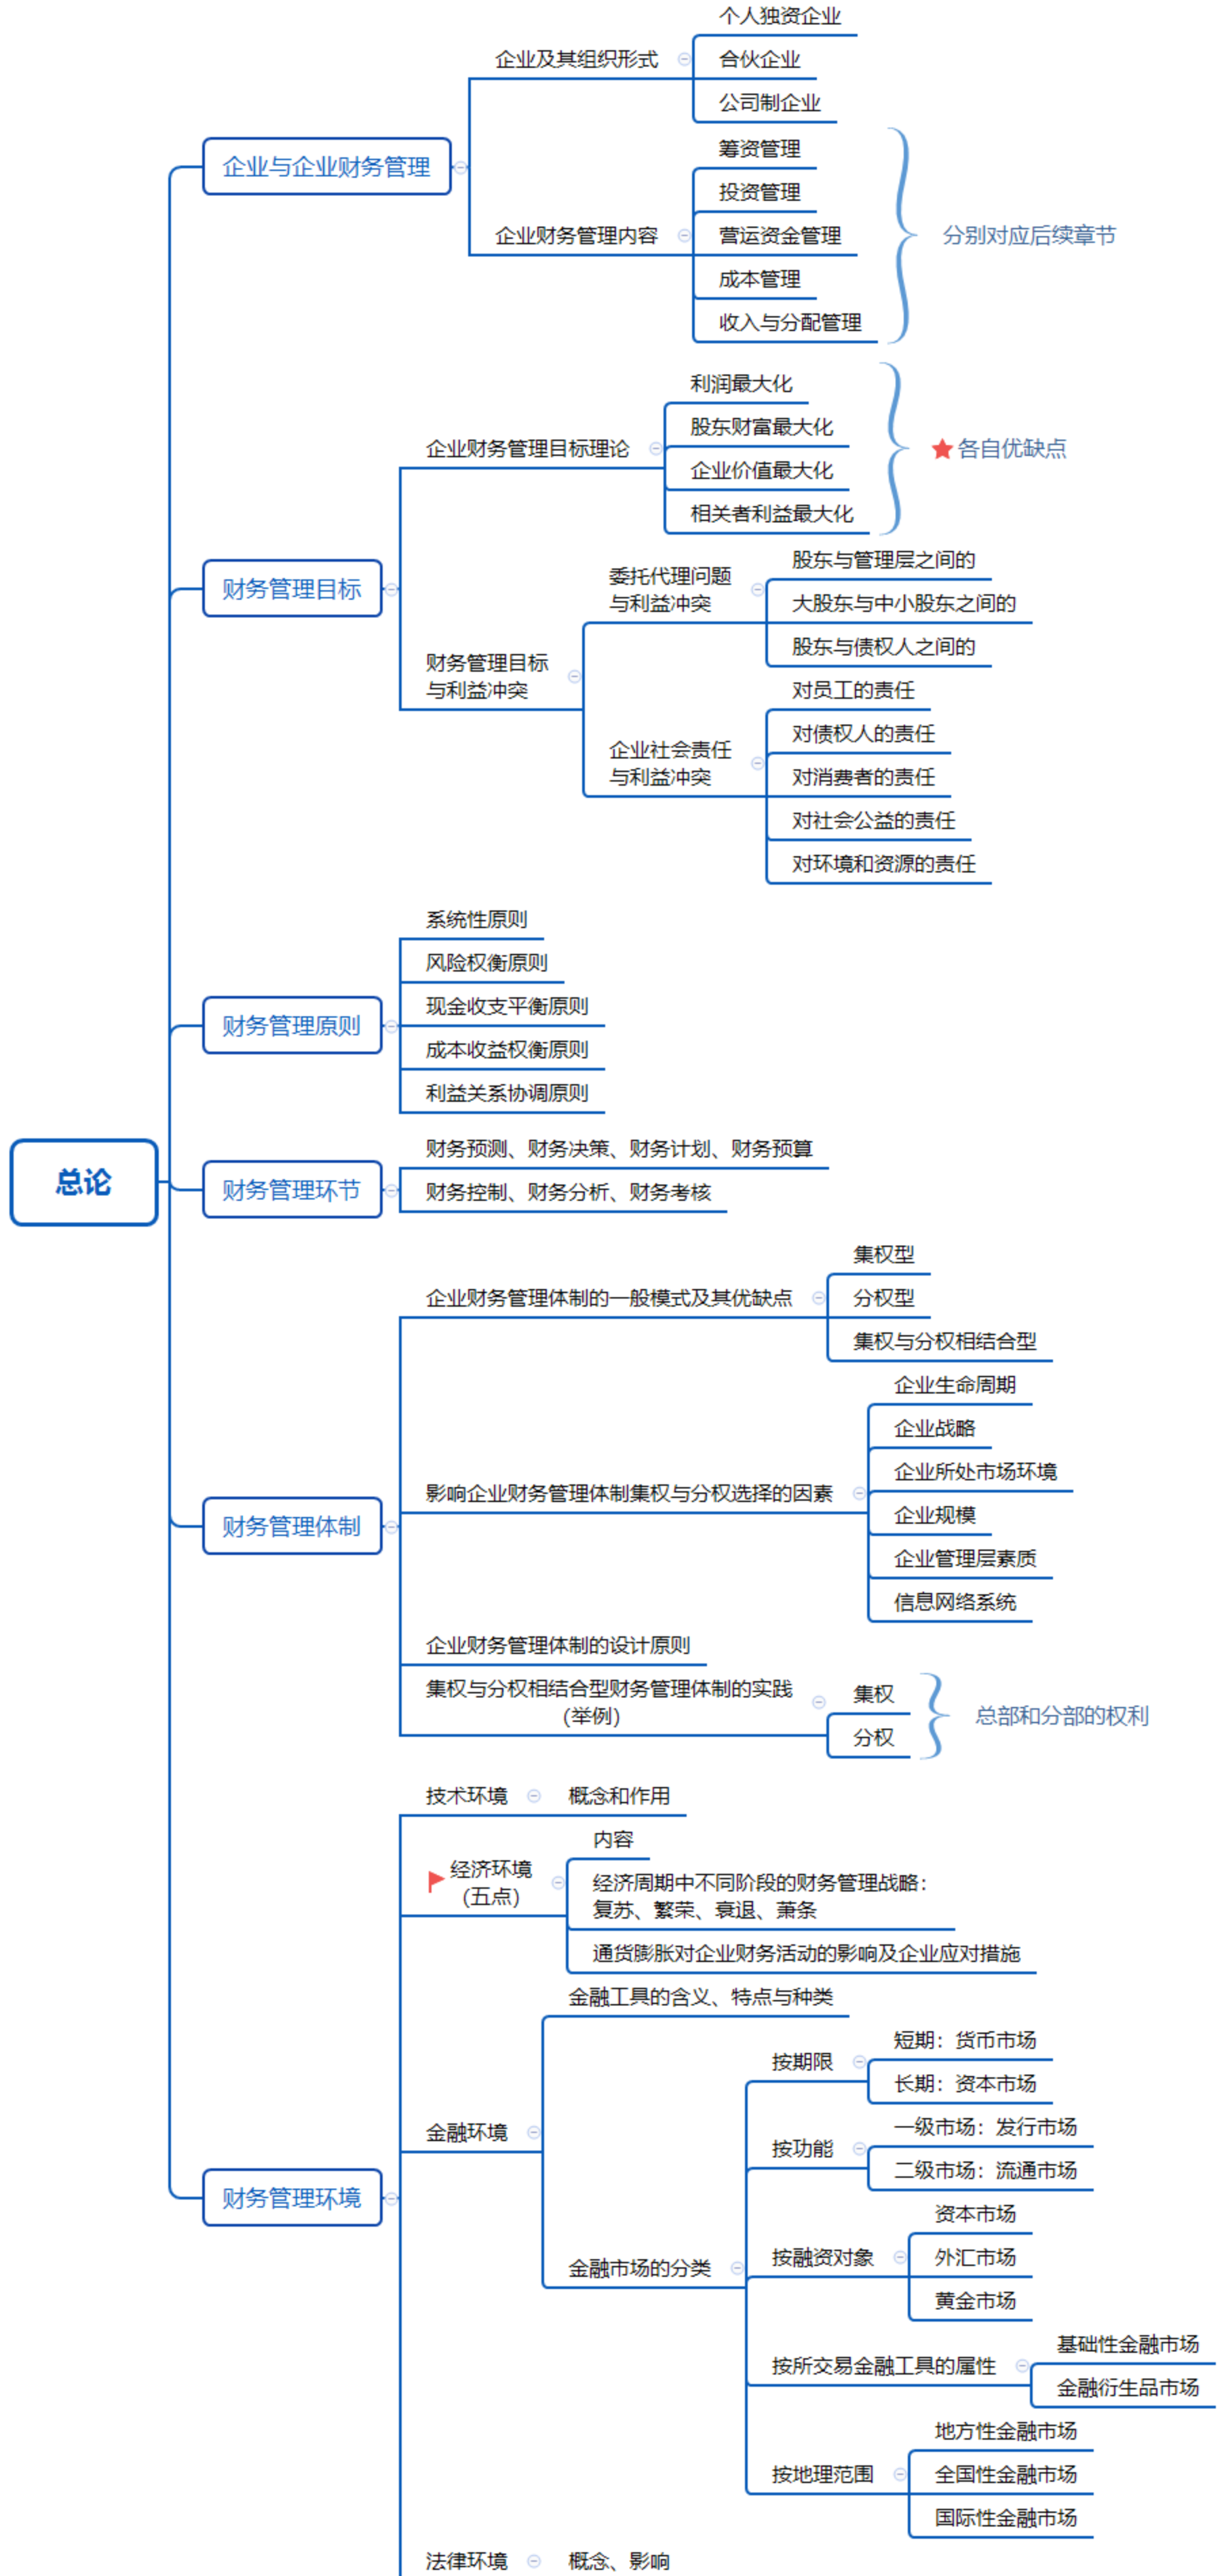 总论
企业与企业财务管理
企业及其组织形式
个人独资企业
合伙企业
公司制企业
企业财务管理内容
筹资管理
投资管理
营运资金管理
成本管理
收入与分配管理
分别对应后续章节
财务管理目标
企业财务管理目标理论
利润最大化
股东财富最大化
企业价值最大化
相关者利益最大化
各自优缺点
财务管理目标
与利益冲突
委托代理问题
与利益冲突
股东与管理层之间的
大股东与中小股东之间的
股东与债权人之间的
企业社会责任
与利益冲突
对员工的责任
对债权人的责任
对消费者的责任
对社会公益的责任
对环境和资源的责任
财务管理原则
系统性原则
风险权衡原则
现金收支平衡原则
成本收益权衡原则
利益关系协调原则
财务管理环节
财务预测、财务决策、财务计划、财务预算
财务控制、财务分析、财务考核
财务管理体制
企业财务管理体制的一般模式及其优缺点
集权型
分权型
集权与分权相结合型
影响企业财务管理体制集权与分权选择的因素
企业生命周期
企业战略
企业所处市场环境
企业规模
企业管理层素质
信息网络系统
企业财务管理体制的设计原则
集权与分权相结合型财务管理体制的实践
(举例)
集权
分权
总部和分部的权利
财务管理环境
技术环境
概念和作用
经济环境
(五点)
内容
经济周期中不同阶段的财务管理战略：
复苏、繁荣、衰退、萧条
通货膨胀对企业财务活动的影响及企业应对措施
金融环境
金融工具的含义、特点与种类
金融市场的分类
按期限
短期：货币市场
长期：资本市场
按功能
一级市场：发行市场
二级市场：流通市场
按融资对象
资本市场
外汇市场
黄金市场
按所交易金融工具的属性
基础性金融市场
金融衍生品市场
按地理范围
地方性金融市场
全国性金融市场
国际性金融市场
法律环境
概念、影响